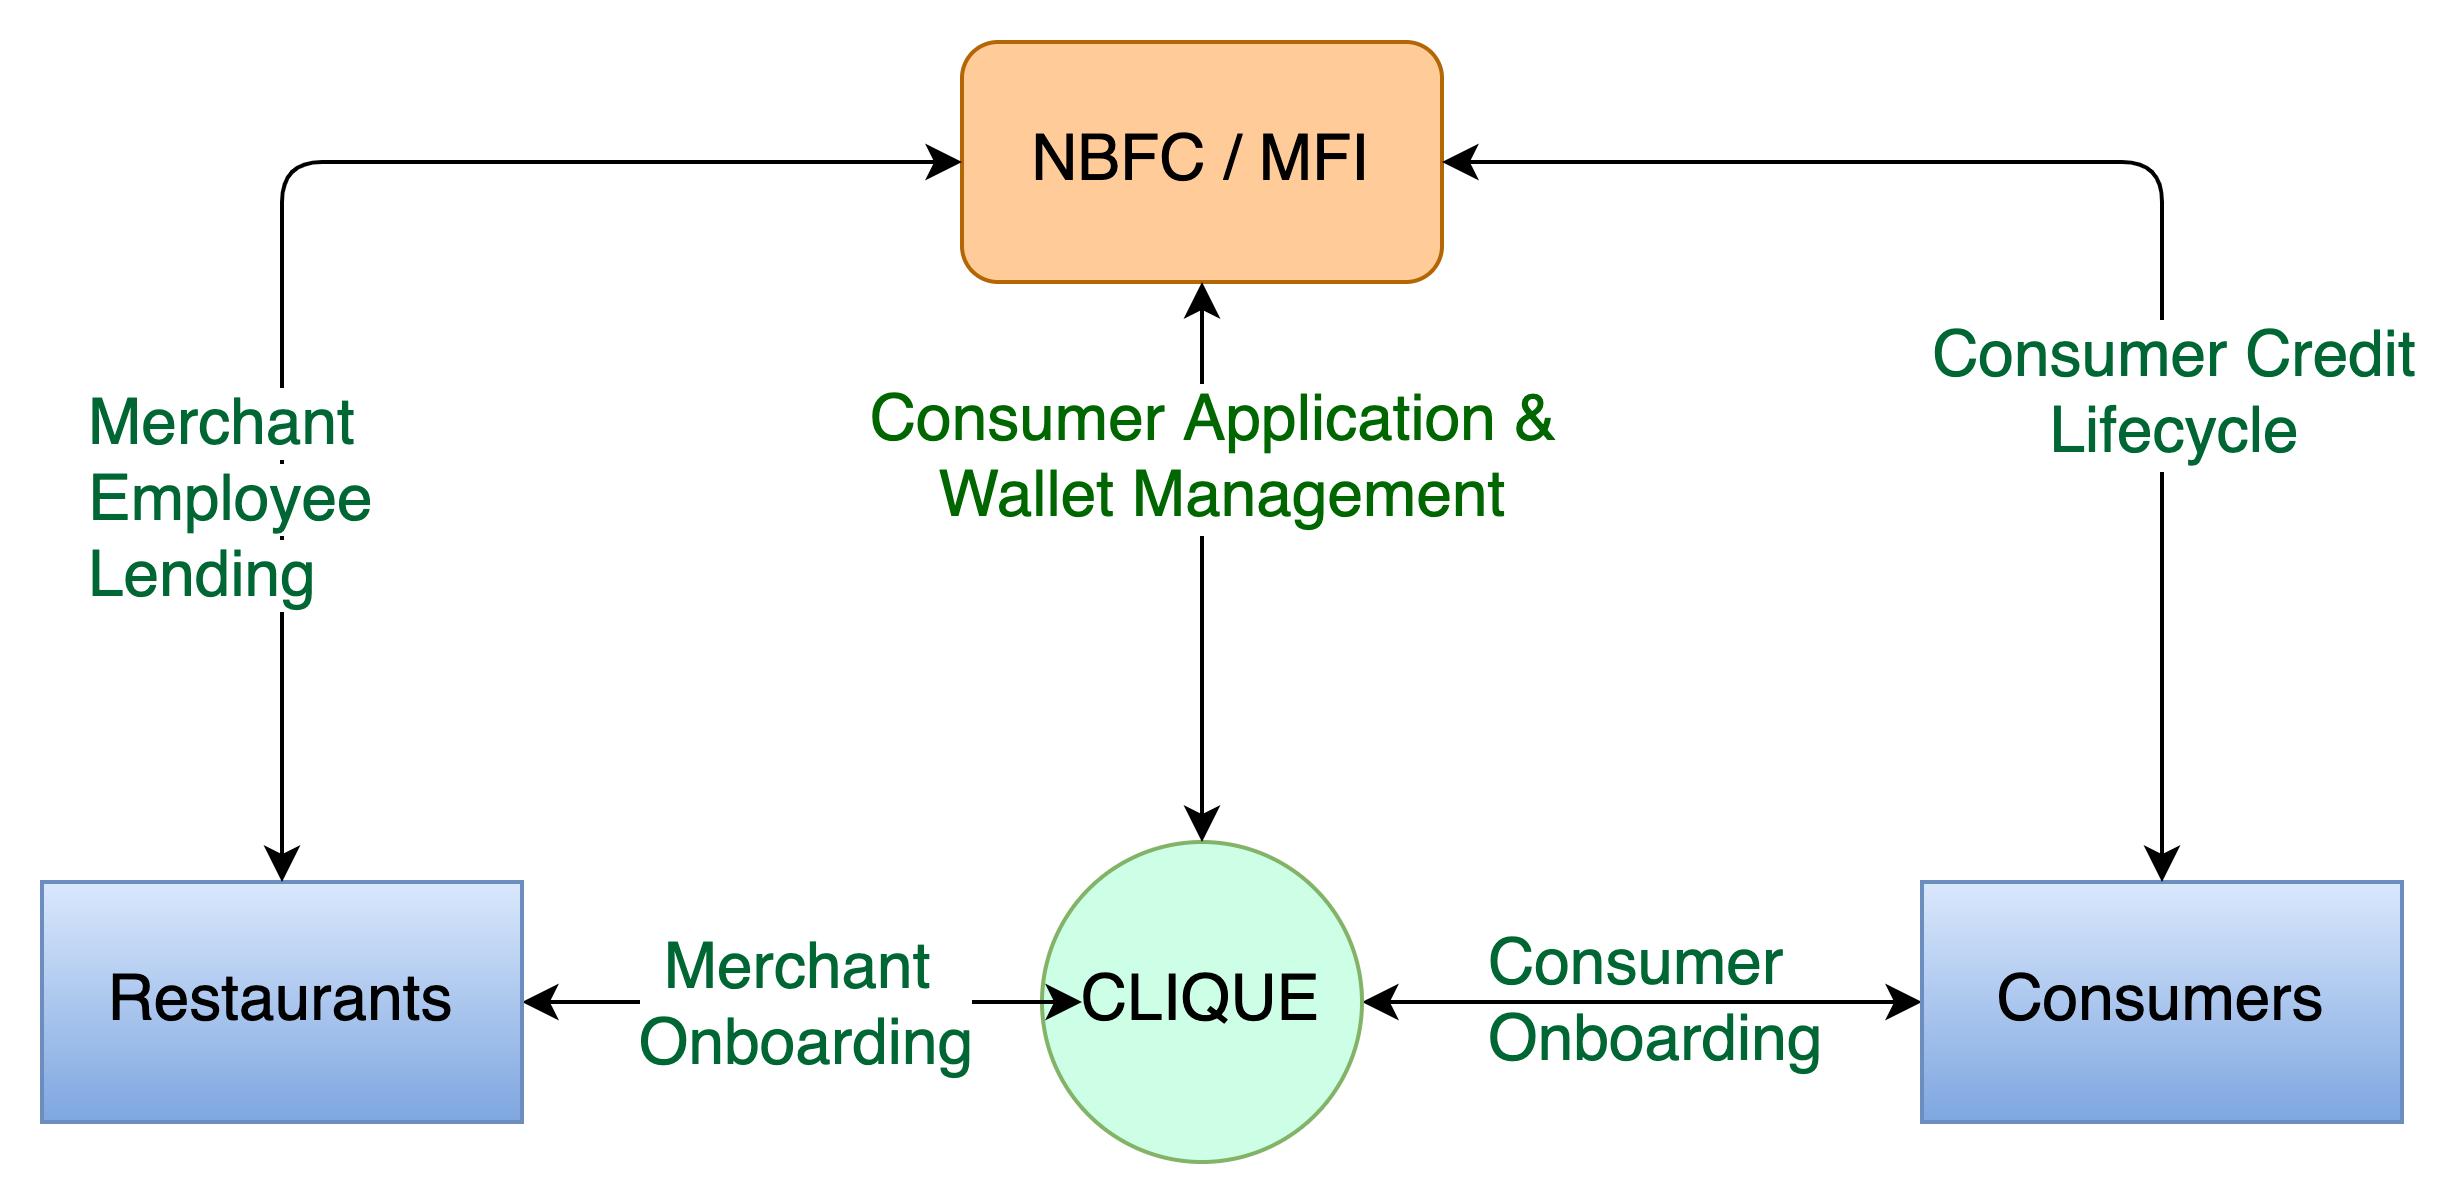 NBFC / MFI
Merchant
Employee
Lending
Consumer Application &
Wallet Management
Consumer Credit
Lifecycle
Restaurants
Merchant
Onboarding
CLIQUE
Consumer
Onboarding
Consumers